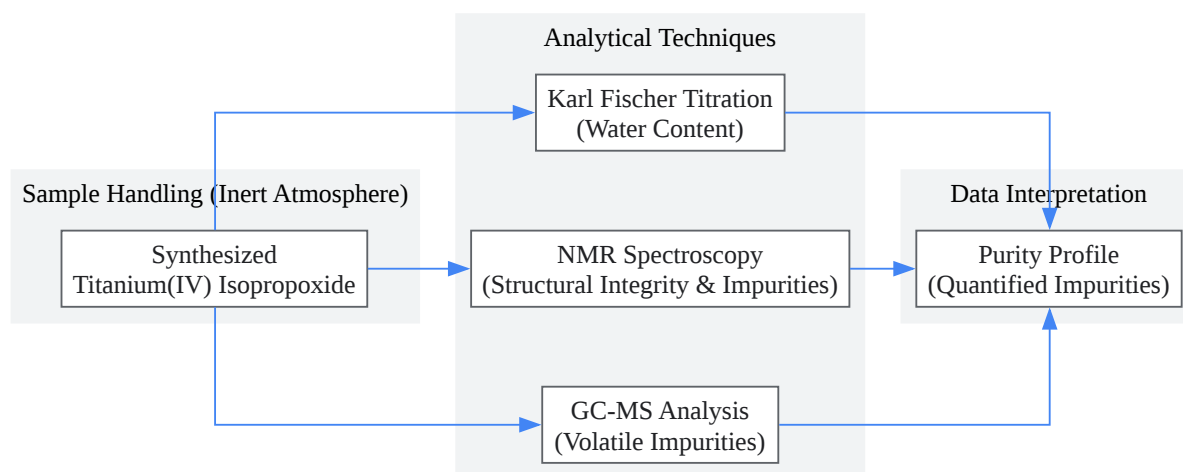 Analytical Techniques
Karl Fischer Titration
(Water Content)
Sample Handling (Inert Atmosphere)
Synthesized
Titanium(IV) Isopropoxide
NMR Spectroscopy
(Structural Integrity & Impurities)
Data Interpretation
Purity Profile
(Quantified Impurities)
GC-MS Analysis
(Volatile Impurities)